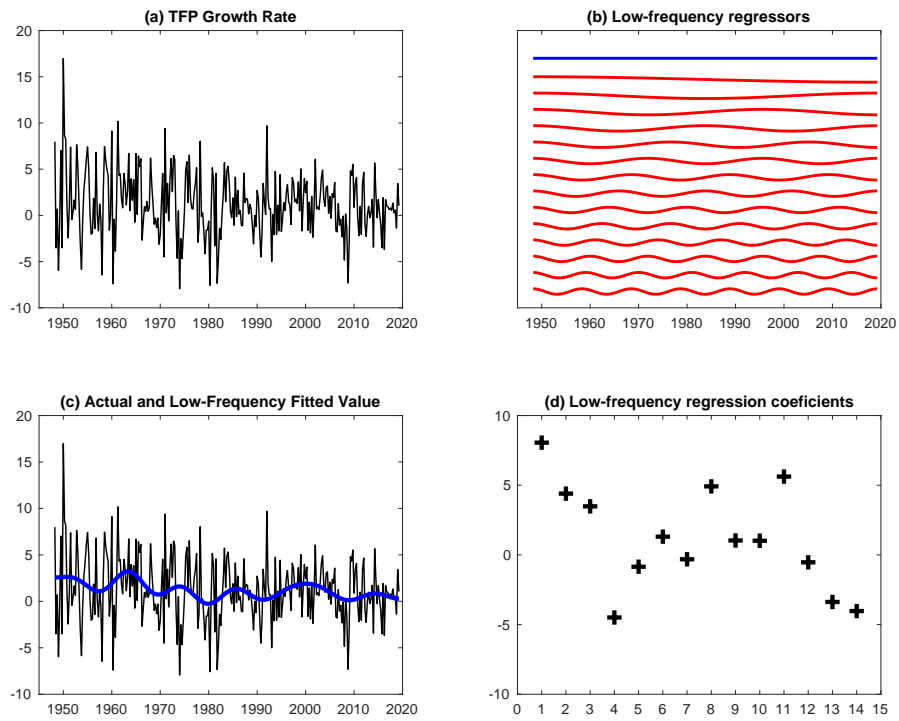 (a) TFP Growth Rate
20
15
10
5
0
-5
-10
1950 1960 1970 1980 1990 2000 2010 2020
(b) Low-frequency regressors
1950 1960 1970 1980 1990 2000 2010 2020
(c) Actual and Low-Frequency Fitted Value
20
15
10
5
0
-5
-10
1950 1960 1970 1980 1990 2000 2010 2020
(d) Low-frequency regression coeficients
10
5
0
-5
-10
0 1 2 3 4 5 6 7 8 9 10 11 12 13 14 15